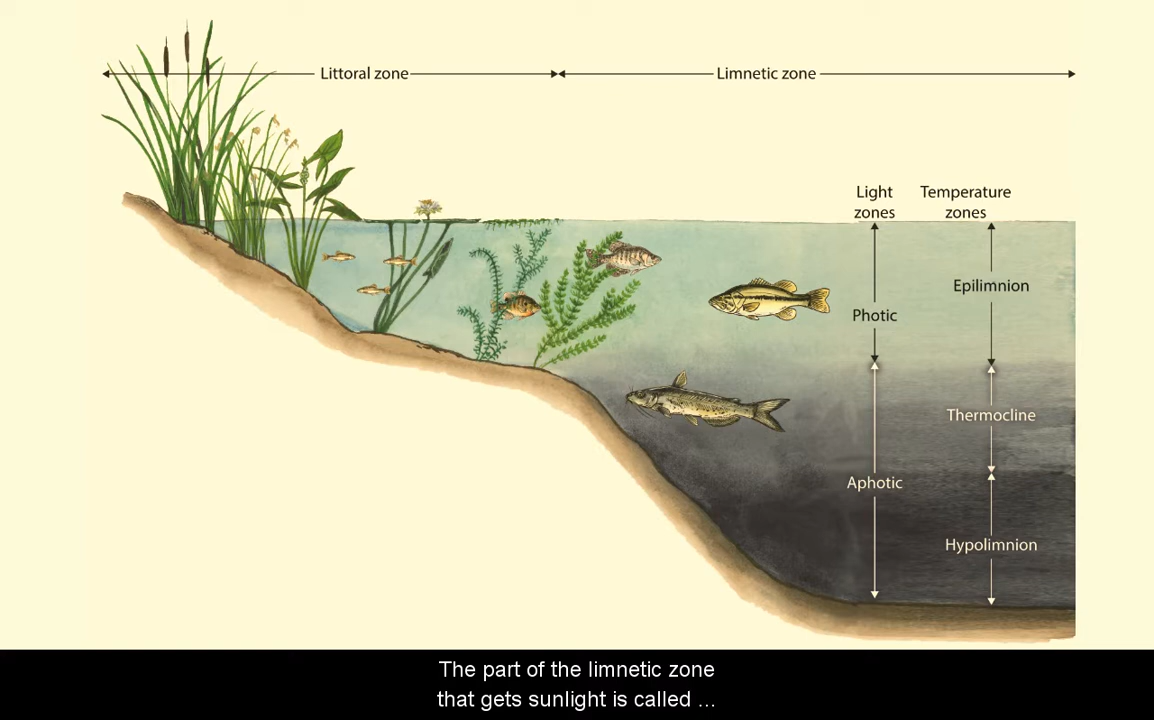 Littoral zone
Limnetic zone
Light
zones
Temperature
zones
Epilimnion
Photic
Thermocline
Aphotic
Hypolimnion
The part of the limnetic zone
that gets sunlight is called ...